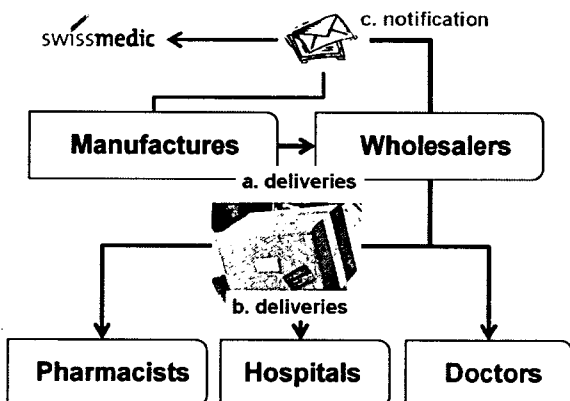 swissmedic
c. notification
Manufactures
Wholesalers
a. deliveries
b. deliveries
Pharmacists
Hospitals
Doctors